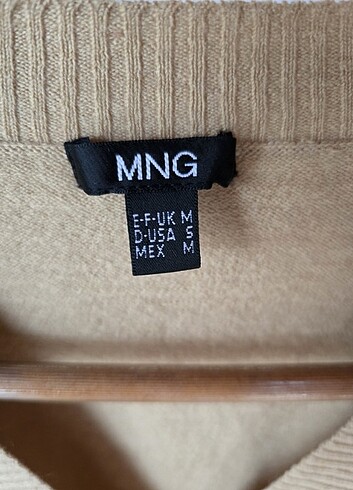 MNG
E-F-UK M
D-USA S
MEX M